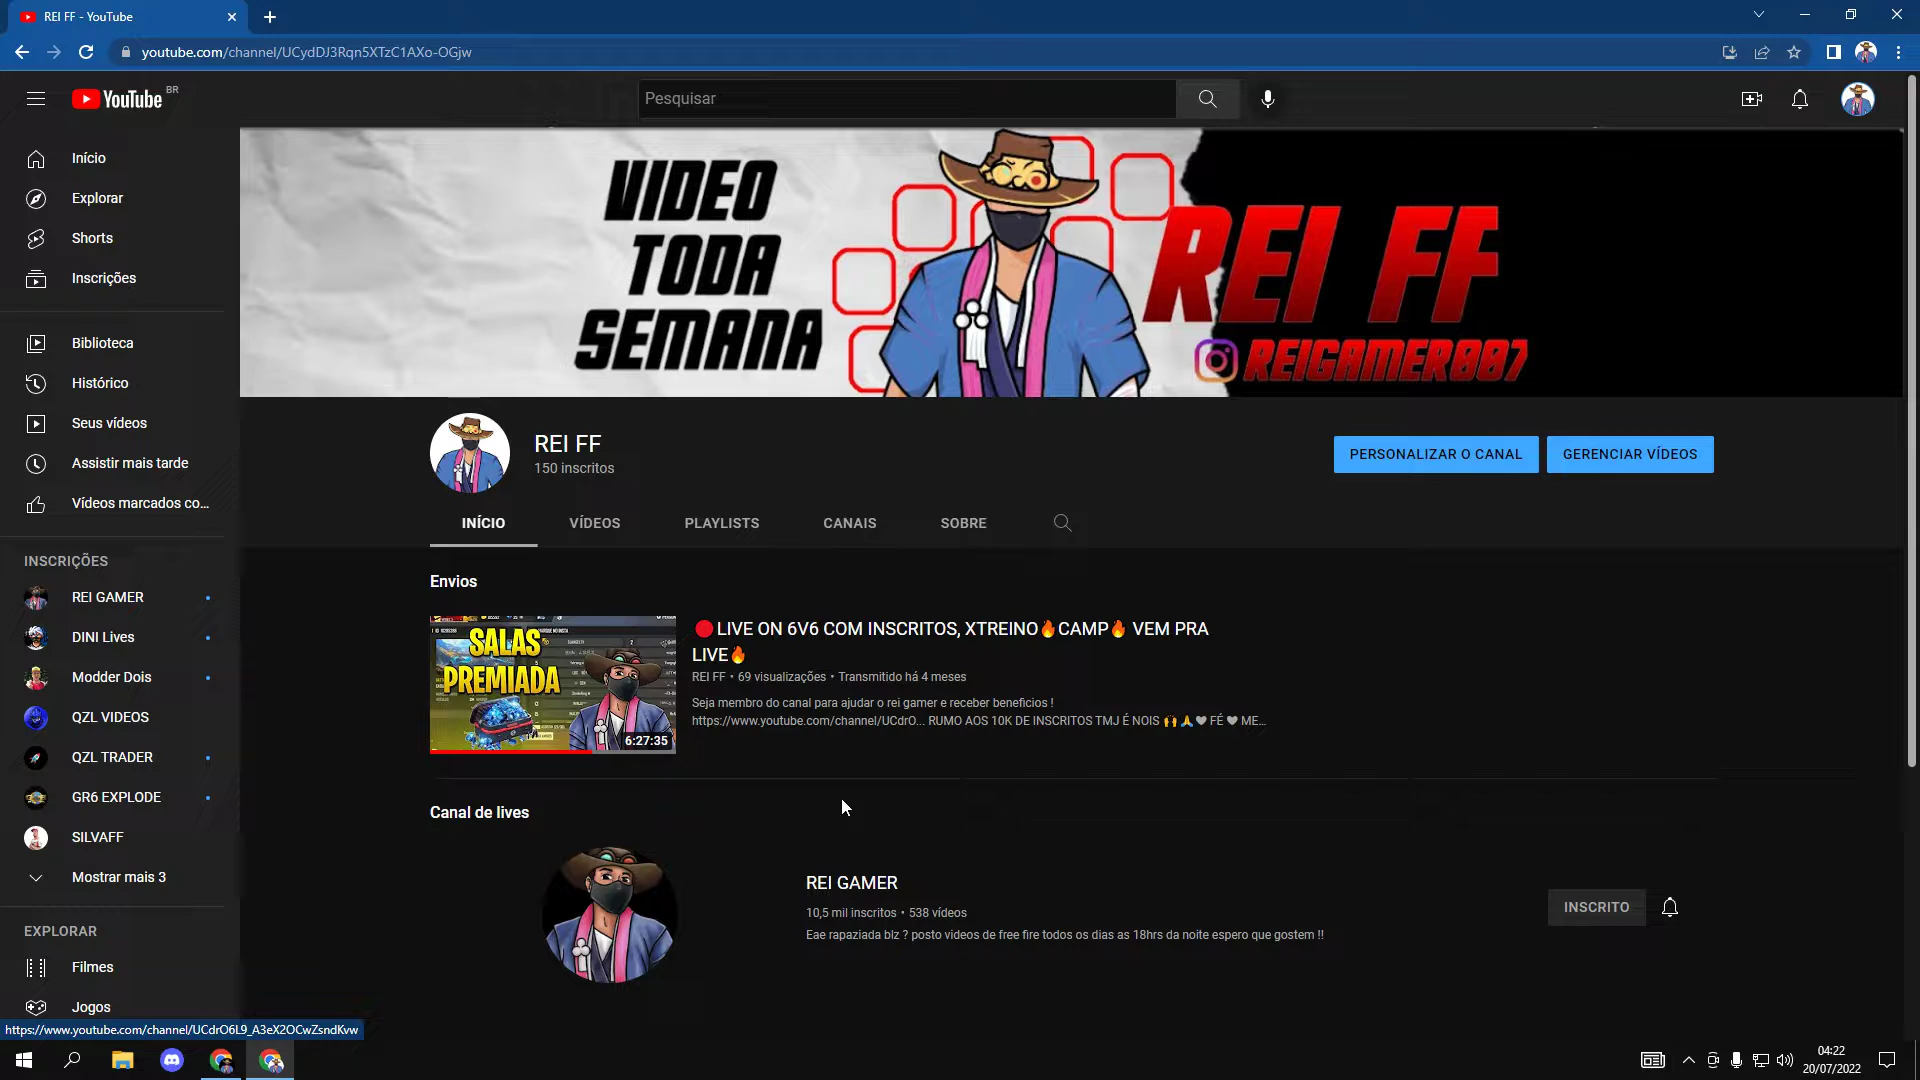 REI FF - YouTube
youtube.com/channel/UCydDJ3Rqn5XTzC1AXo-OGjw
YouTube BR
Pesquisar
Início
Explorar
Shorts
Inscrições
Biblioteca
Histórico
Seus vídeos
Assistir mais tarde
Vídeos marcados co...
INSCRIÇÕES
REI GAMER
DINI Lives
Modder Dois
QZL VIDEOS
QZL TRADER
GR6 EXPLODE
SILVAFF
Mostrar mais 3
EXPLORAR
Filmes
Jogos
VIDEO
TODA
SEMANA
REI FF
REIGAMER007
REI FF
150 inscritos
PERSONALIZAR O CANAL
GERENCIAR VÍDEOS
INÍCIO
VÍDEOS
PLAYLISTS
CANAIS
SOBRE
Envios
SALAS
PREMIADA
6:27:35
🔴LIVE ON 6V6 COM INSCRITOS, XTREINO🔥CAMP🔥 VEM PRA
LIVE🔥
REI FF • 69 visualizações • Transmitido há 4 meses
Seja membro do canal para ajudar o rei gamer e receber beneficios !
https://www.youtube.com/channel/UCdrO... RUMO AOS 10K DE INSCRITOS TMJ É NOIS 🙌🙏❤ FÉ ❤ ME...
Canal de lives
REI GAMER
10,5 mil inscritos • 538 vídeos
Eae rapaziada blz ? posto videos de free fire todos os dias as 18hrs da noite espero que gostem !!
INSCRITO
https://www.youtube.com/channel/UCdrO6L9_A3eX2OCwZsndKvw
04:22
20/07/2022